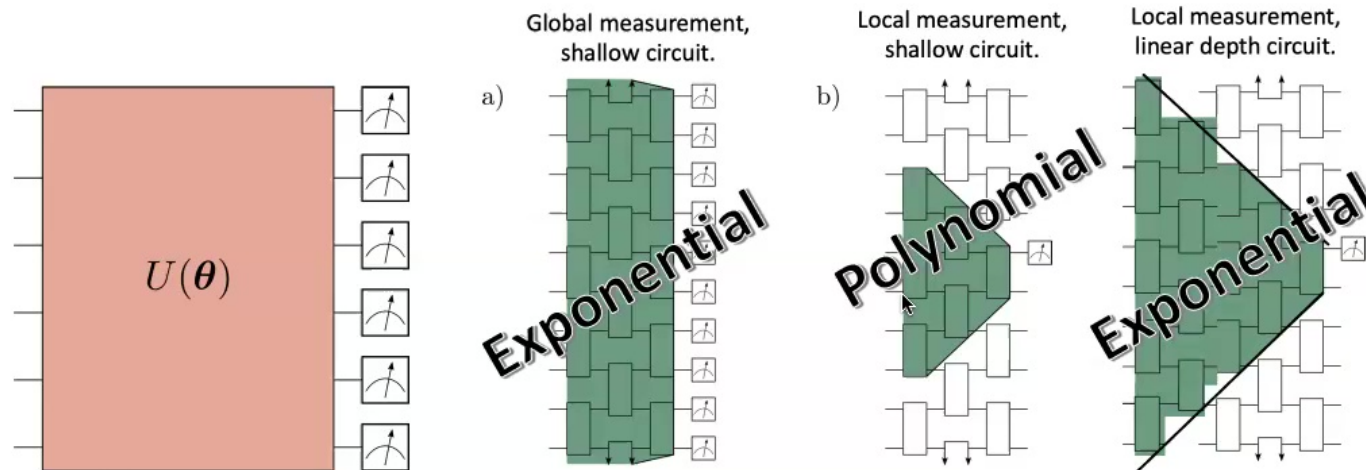 U(θ)
Global measurement,
shallow circuit.
a)
Exponential
Local measurement,
shallow circuit.
b)
Polynomial
Local measurement,
linear depth circuit.
Exponential